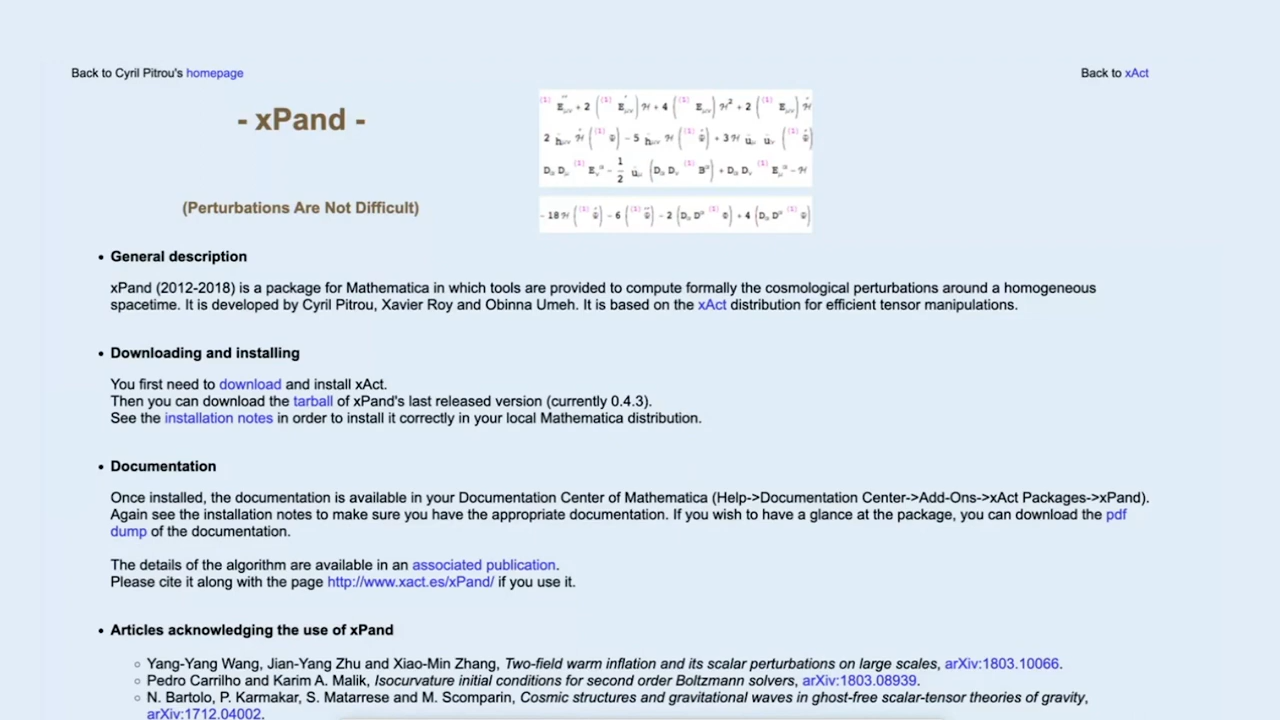 Back to Cyril Pitrou's homepage
Back to xAct
- xPand -
(Perturbations Are Not Difficult)
• General description
xPand (2012-2018) is a package for Mathematica in which tools are provided to compute formally the cosmological perturbations around a homogeneous
spacetime. It is developed by Cyril Pitrou, Xavier Roy and Obinna Umeh. It is based on the xAct distribution for efficient tensor manipulations.
• Downloading and installing
You first need to download and install xAct.
Then you can download the tarball of xPand's last released version (currently 0.4.3).
See the installation notes in order to install it correctly in your local Mathematica distribution.
• Documentation
Once installed, the documentation is available in your Documentation Center of Mathematica (Help->Documentation Center->Add-Ons->xAct Packages->xPand).
Again see the installation notes to make sure you have the appropriate documentation. If you wish to have a glance at the package, you can download the pdf
dump of the documentation.
The details of the algorithm are available in an associated publication.
Please cite it along with the page http://www.xact.es/xPand/ if you use it.
• Articles acknowledging the use of xPand
◦ Yang-Yang Wang, Jian-Yang Zhu and Xiao-Min Zhang, Two-field warm inflation and its scalar perturbations on large scales, arXiv:1803.10066.
◦ Pedro Carrilho and Karim A. Malik, Isocurvature initial conditions for second order Boltzmann solvers, arXiv:1803.08939.
◦ N. Bartolo, P. Karmakar, S. Matarrese and M. Scomparin, Cosmic structures and gravitational waves in ghost-free scalar-tensor theories of gravity,
arXiv:1712.04002.